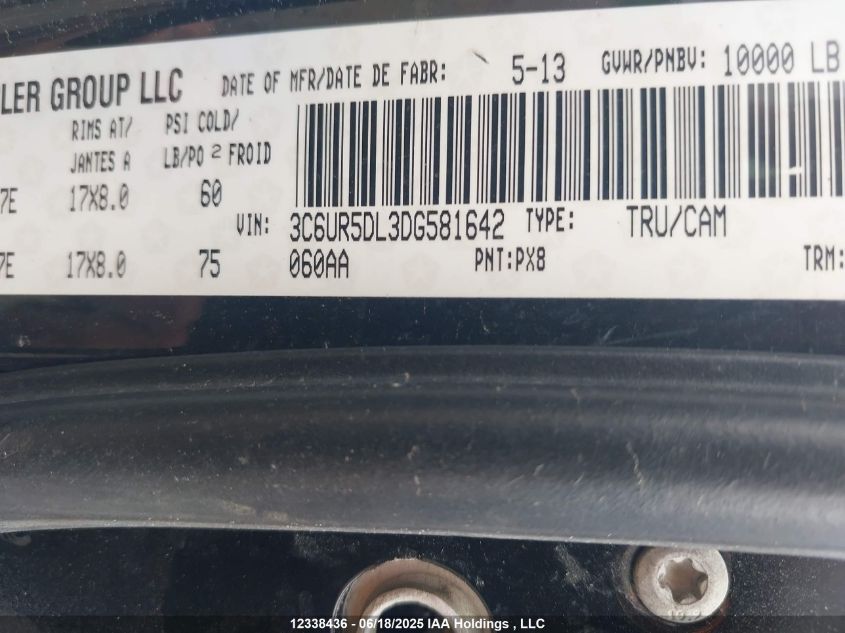 LER GROUP LLC DATE OF MFR/DATE DE FABR: 5-13 GVWR/PNBV: 10000 LB
RIMS AT/ PSI COLD/
JANTES A LB/PO 2 FROID
7E 17X8.0 60
VIN: 3C6UR5DL3DG581642 TYPE: TRU/CAM
7E 17X8.0 75 060AA PNT:PX8 TRM:
12338436 - 06/18/2025 IAA Holdings , LLC